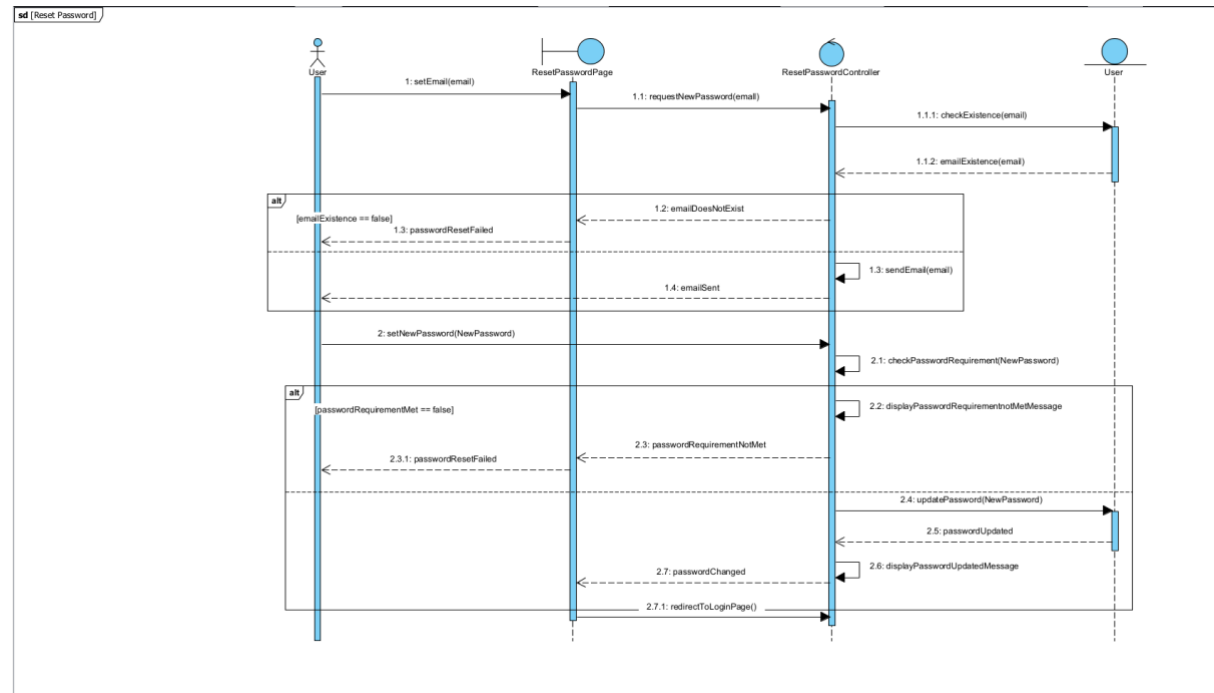 sd [Reset Password]
User
ResetPasswordPage
ResetPasswordController
User
1: setEmail(email)
1.1: requestNewPassword(email)
1.1.1: checkExistence(email)
1.1.2: emailExistence(email)
alt
[emailExistence == false]
1.2: emailDoesNotExist
1.3: passwordResetFailed
1.3: sendEmail(email)
1.4: emailSent
2: setNewPassword(NewPassword)
2.1: checkPasswordRequirement(NewPassword)
alt
[passwordRequirementMet == false]
2.2: displayPasswordRequirementnotMetMessage
2.3: passwordRequirementNotMet
2.3.1: passwordResetFailed
2.4: updatePassword(NewPassword)
2.5: passwordUpdated
2.6: displayPasswordUpdatedMessage
2.7: passwordChanged
2.7.1: redirectToLoginPage()